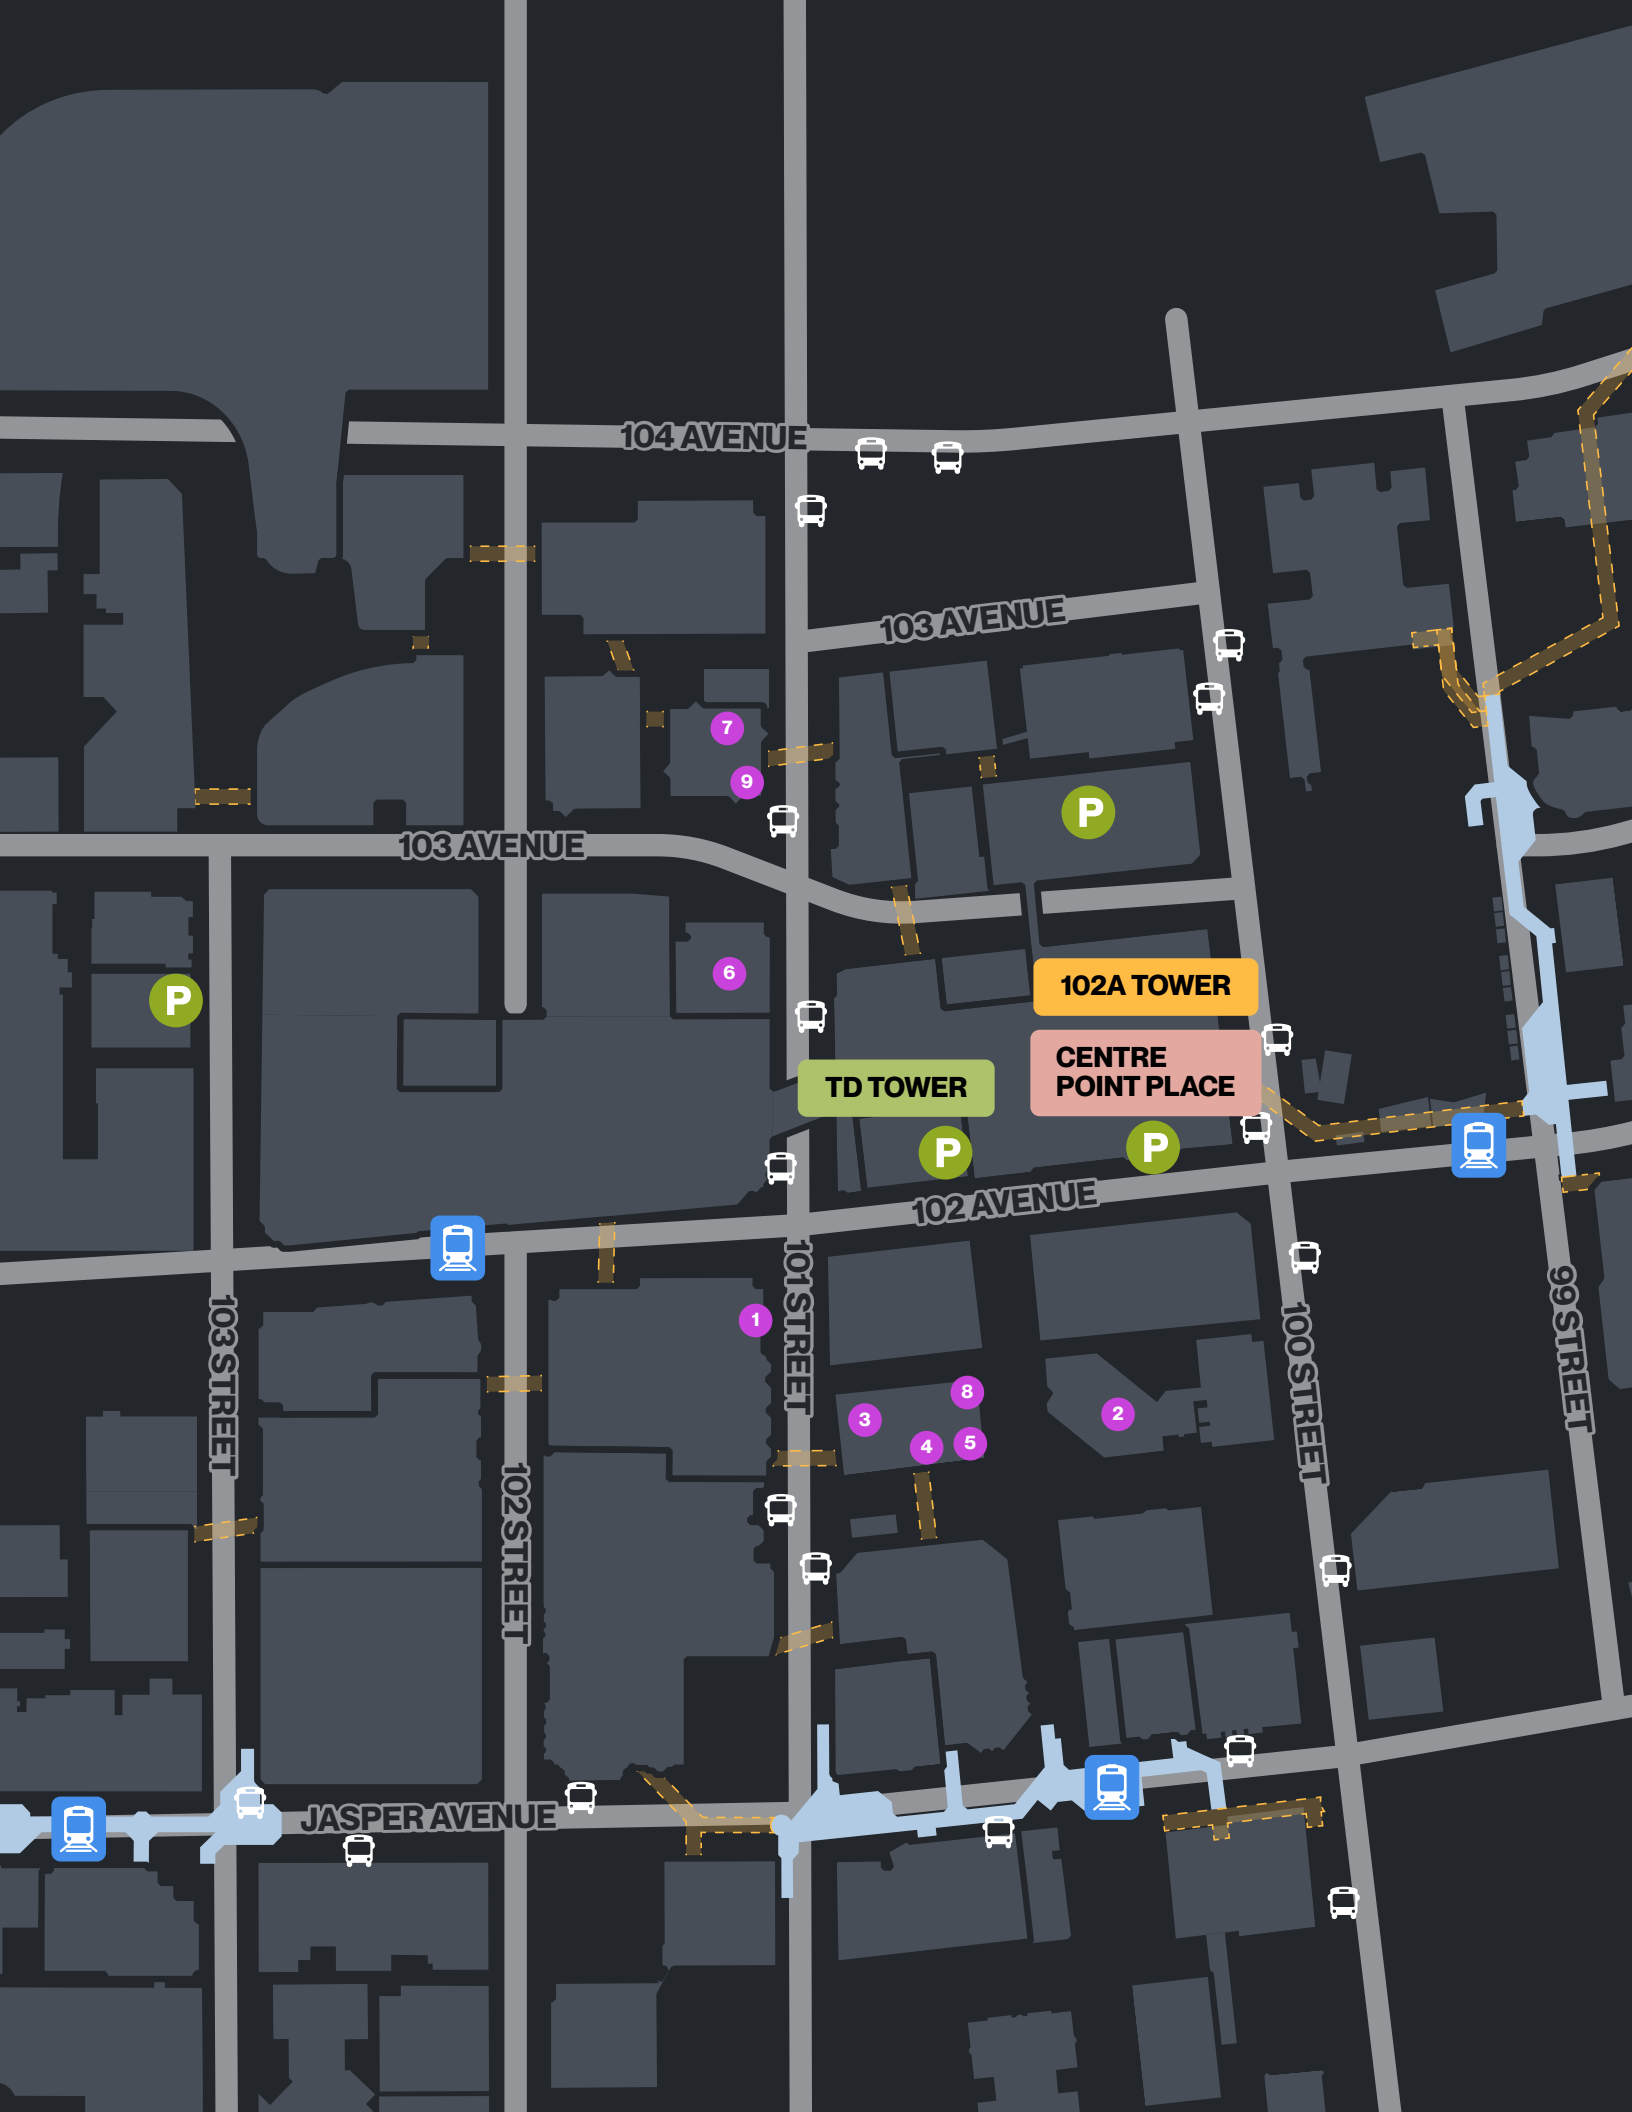 104 AVENUE
103 AVENUE
7
9
P
103 AVENUE
6
P
102A TOWER
CENTRE
POINT PLACE
TD TOWER
P
P
102 AVENUE
101 STREET
1
103 STREET
100 STREET
99 STREET
8
3
2
4
5
102 STREET
JASPER AVENUE